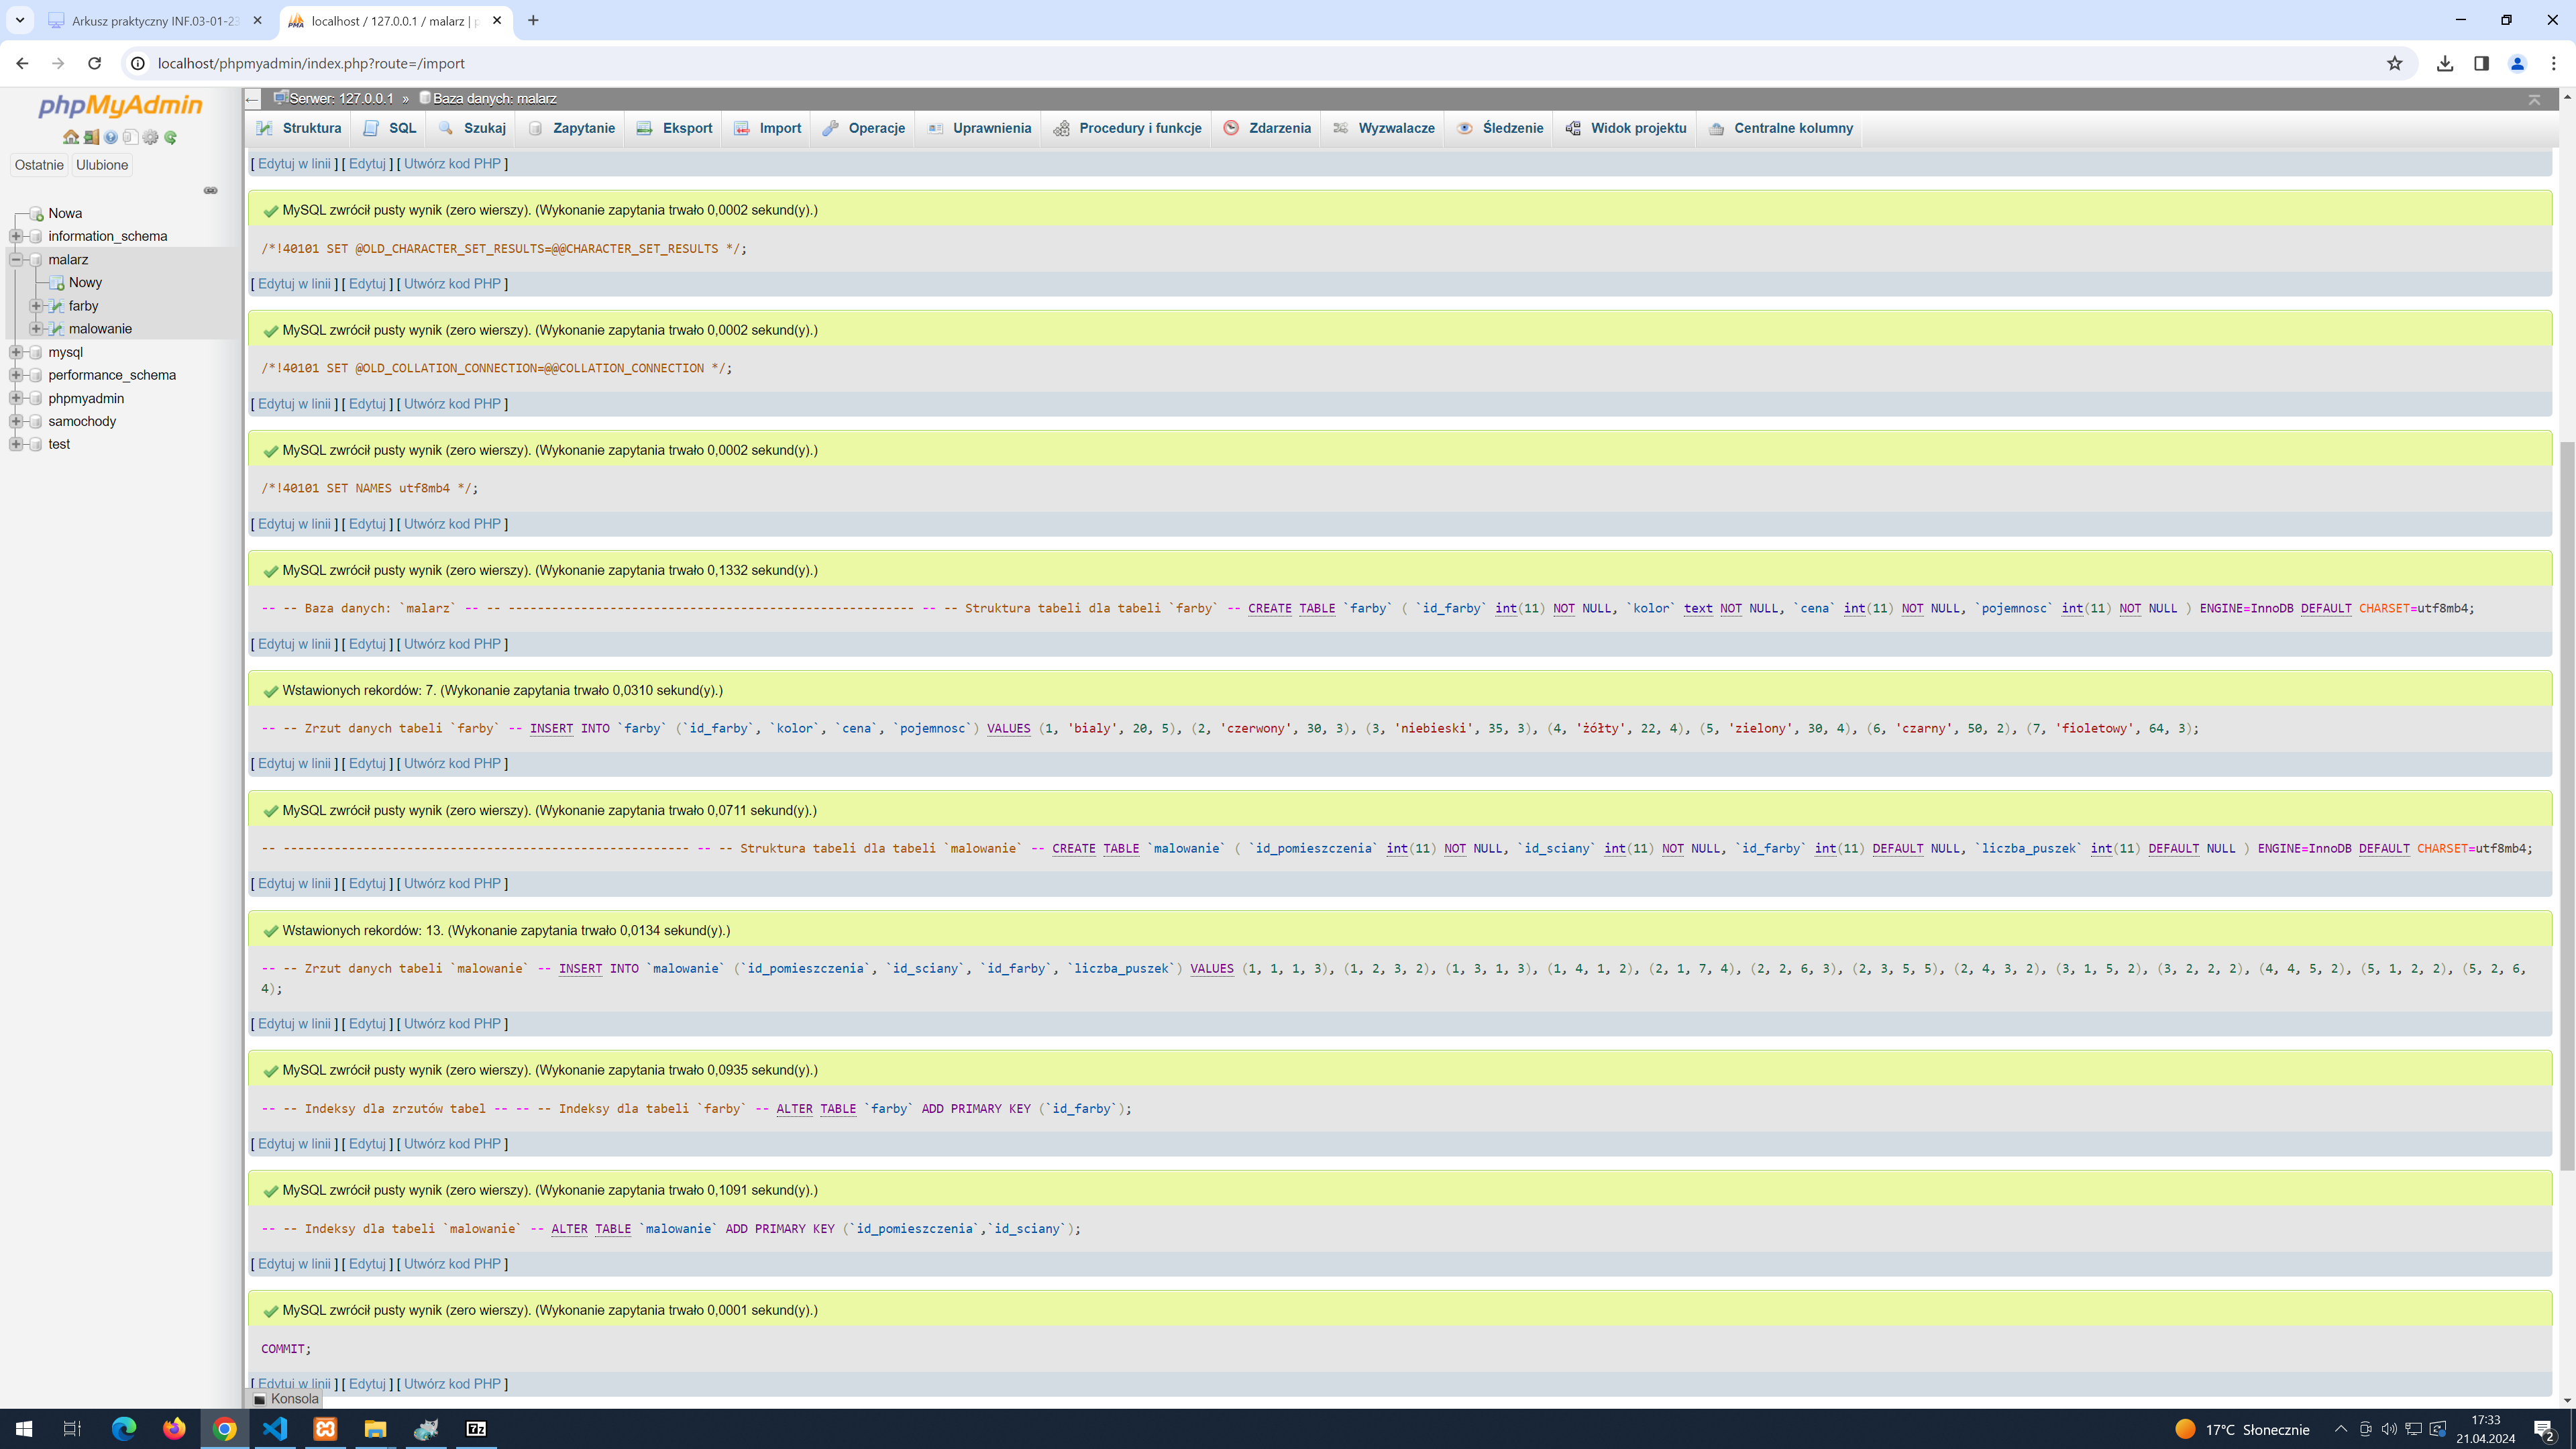 Arkusz praktyczny INF.03-01-23
localhost / 127.0.0.1 / malarz | p
localhost/phpmyadmin/index.php?route=/import
phpMyAdmin
Ostatnie Ulubione
Nowa
information_schema
malarz
Nowy
farby
malowanie
mysql
performance_schema
phpmyadmin
samochody
test
Serwer: 127.0.0.1 » Baza danych: malarz
Struktura SQL Szukaj Zapytanie Eksport Import Operacje Uprawnienia Procedury i funkcje Zdarzenia Wyzwalacze Śledzenie Widok projektu Centralne kolumny
[ Edytuj w linii ] [ Edytuj ] [ Utwórz kod PHP ]
MySQL zwrócił pusty wynik (zero wierszy). (Wykonanie zapytania trwało 0,0002 sekund(y).)
/*!40101 SET @OLD_CHARACTER_SET_RESULTS=@@CHARACTER_SET_RESULTS */;
[ Edytuj w linii ] [ Edytuj ] [ Utwórz kod PHP ]
MySQL zwrócił pusty wynik (zero wierszy). (Wykonanie zapytania trwało 0,0002 sekund(y).)
/*!40101 SET @OLD_COLLATION_CONNECTION=@@COLLATION_CONNECTION */;
[ Edytuj w linii ] [ Edytuj ] [ Utwórz kod PHP ]
MySQL zwrócił pusty wynik (zero wierszy). (Wykonanie zapytania trwało 0,0002 sekund(y).)
/*!40101 SET NAMES utf8mb4 */;
[ Edytuj w linii ] [ Edytuj ] [ Utwórz kod PHP ]
MySQL zwrócił pusty wynik (zero wierszy). (Wykonanie zapytania trwało 0,1332 sekund(y).)
-- -- Baza danych: `malarz` -- -- -------------------------------------------------------- -- -- Struktura tabeli dla tabeli `farby` -- CREATE TABLE `farby` ( `id_farby` int(11) NOT NULL, `kolor` text NOT NULL, `cena` int(11) NOT NULL, `pojemnosc` int(11) NOT NULL ) ENGINE=InnoDB DEFAULT CHARSET=utf8mb4;
[ Edytuj w linii ] [ Edytuj ] [ Utwórz kod PHP ]
Wstawionych rekordów: 7. (Wykonanie zapytania trwało 0,0310 sekund(y).)
-- -- Zrzut danych tabeli `farby` -- INSERT INTO `farby` (`id_farby`, `kolor`, `cena`, `pojemnosc`) VALUES (1, 'bialy', 20, 5), (2, 'czerwony', 30, 3), (3, 'niebieski', 35, 3), (4, 'żółty', 22, 4), (5, 'zielony', 30, 4), (6, 'czarny', 50, 2), (7, 'fioletowy', 64, 3);
[ Edytuj w linii ] [ Edytuj ] [ Utwórz kod PHP ]
MySQL zwrócił pusty wynik (zero wierszy). (Wykonanie zapytania trwało 0,0711 sekund(y).)
-- -------------------------------------------------------- -- -- Struktura tabeli dla tabeli `malowanie` -- CREATE TABLE `malowanie` ( `id_pomieszczenia` int(11) NOT NULL, `id_sciany` int(11) NOT NULL, `id_farby` int(11) DEFAULT NULL, `liczba_puszek` int(11) DEFAULT NULL ) ENGINE=InnoDB DEFAULT CHARSET=utf8mb4;
[ Edytuj w linii ] [ Edytuj ] [ Utwórz kod PHP ]
Wstawionych rekordów: 13. (Wykonanie zapytania trwało 0,0134 sekund(y).)
-- -- Zrzut danych tabeli `malowanie` -- INSERT INTO `malowanie` (`id_pomieszczenia`, `id_sciany`, `id_farby`, `liczba_puszek`) VALUES (1, 1, 1, 3), (1, 2, 3, 2), (1, 3, 1, 3), (1, 4, 1, 2), (2, 1, 7, 4), (2, 2, 6, 3), (2, 3, 5, 5), (2, 4, 3, 2), (3, 1, 5, 2), (3, 2, 2, 2), (4, 4, 5, 2), (5, 1, 2, 2), (5, 2, 6,
4);
[ Edytuj w linii ] [ Edytuj ] [ Utwórz kod PHP ]
MySQL zwrócił pusty wynik (zero wierszy). (Wykonanie zapytania trwało 0,0935 sekund(y).)
-- -- Indeksy dla zrzutów tabel -- -- -- Indeksy dla tabeli `farby` -- ALTER TABLE `farby` ADD PRIMARY KEY (`id_farby`);
[ Edytuj w linii ] [ Edytuj ] [ Utwórz kod PHP ]
MySQL zwrócił pusty wynik (zero wierszy). (Wykonanie zapytania trwało 0,1091 sekund(y).)
-- -- Indeksy dla tabeli `malowanie` -- ALTER TABLE `malowanie` ADD PRIMARY KEY (`id_pomieszczenia`,`id_sciany`);
[ Edytuj w linii ] [ Edytuj ] [ Utwórz kod PHP ]
MySQL zwrócił pusty wynik (zero wierszy). (Wykonanie zapytania trwało 0,0001 sekund(y).)
COMMIT;
[ Edytuj w linii ] [ Edytuj ] [ Utwórz kod PHP ]
Konsola
17°C Słonecznie
17:33
21.04.2024
2